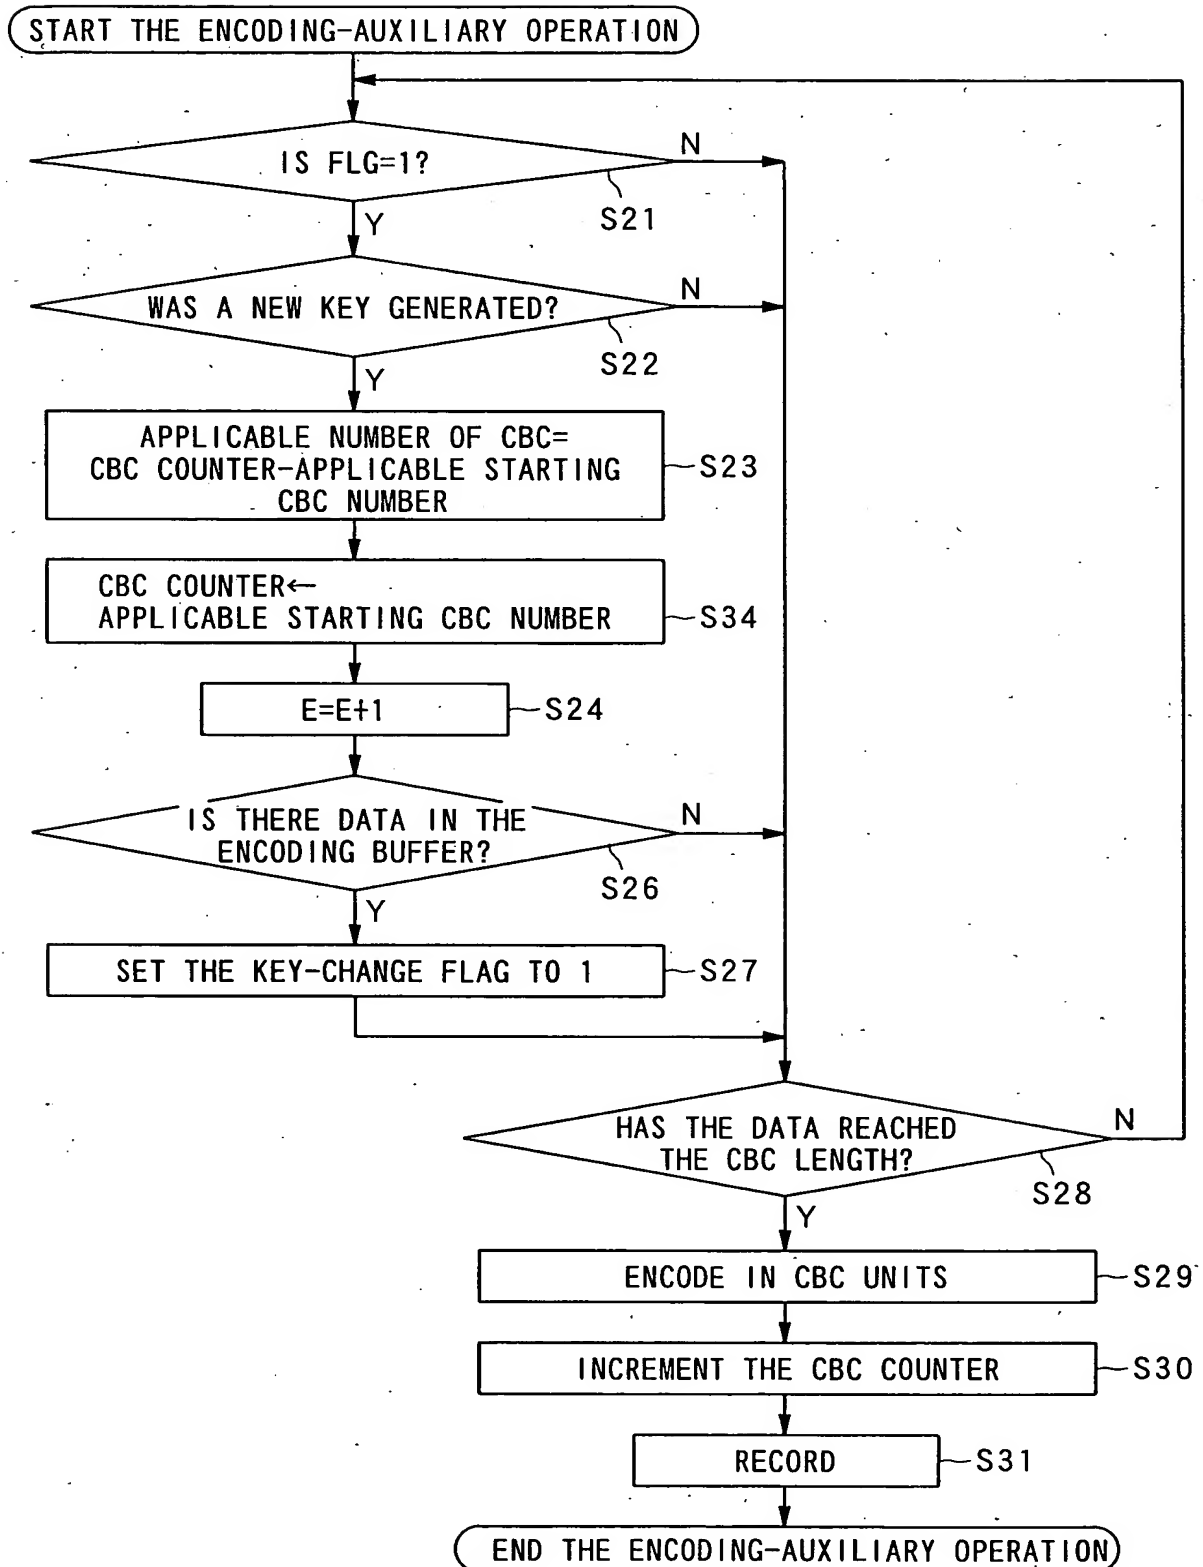 START THE ENCODING-AUXILIARY OPERATION
IS FLG=1?
N
S21
Y
WAS A NEW KEY GENERATED?
N
S22
Y
APPLICABLE NUMBER OF CBC=
CBC COUNTER-APPLICABLE STARTING
CBC NUMBER
S23
CBC COUNTER←
APPLICABLE STARTING CBC NUMBER
S34
E=E+1
S24
IS THERE DATA IN THE
ENCODING BUFFER?
N
S26
Y
SET THE KEY-CHANGE FLAG TO 1
S27
HAS THE DATA REACHED
THE CBC LENGTH?
N
S28
Y
ENCODE IN CBC UNITS
S29
INCREMENT THE CBC COUNTER
S30
RECORD
S31
END THE ENCODING-AUXILIARY OPERATION